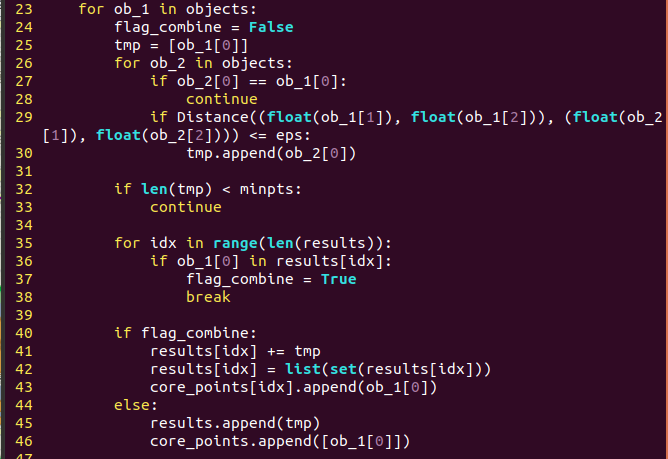 23     for ob_1 in objects:
24         flag_combine = False
25         tmp = [ob_1[0]]
26         for ob_2 in objects:
27             if ob_2[0] == ob_1[0]:
28                 continue
29             if Distance((float(ob_1[1]), float(ob_1[2])), (float(ob_2
[1]), float(ob_2[2]))) <= eps:
30                 tmp.append(ob_2[0])
31
32         if len(tmp) < minpts:
33             continue
34
35         for idx in range(len(results)):
36             if ob_1[0] in results[idx]:
37                 flag_combine = True
38                 break
39
40         if flag_combine:
41             results[idx] += tmp
42             results[idx] = list(set(results[idx]))
43             core_points[idx].append(ob_1[0])
44         else:
45             results.append(tmp)
46             core_points.append([ob_1[0]])
47